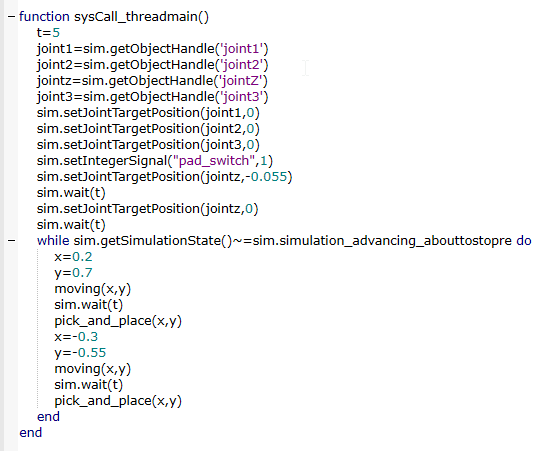 function sysCall_threadmain()
t=5
joint1=sim.getObjectHandle('joint1')
joint2=sim.getObjectHandle('joint2')
jointz=sim.getObjectHandle('jointZ')
joint3=sim.getObjectHandle('joint3')
sim.setJointTargetPosition(joint1,0)
sim.setJointTargetPosition(joint2,0)
sim.setJointTargetPosition(joint3,0)
sim.setIntegerSignal("pad_switch",1)
sim.setJointTargetPosition(jointz,-0.055)
sim.wait(t)
sim.setJointTargetPosition(jointz,0)
sim.wait(t)
while sim.getSimulationState()~=sim.simulation_advancing_abouttostopre do
x=0.2
y=0.7
moving(x,y)
sim.wait(t)
pick_and_place(x,y)
x=-0.3
y=-0.55
moving(x,y)
sim.wait(t)
pick_and_place(x,y)
end
end